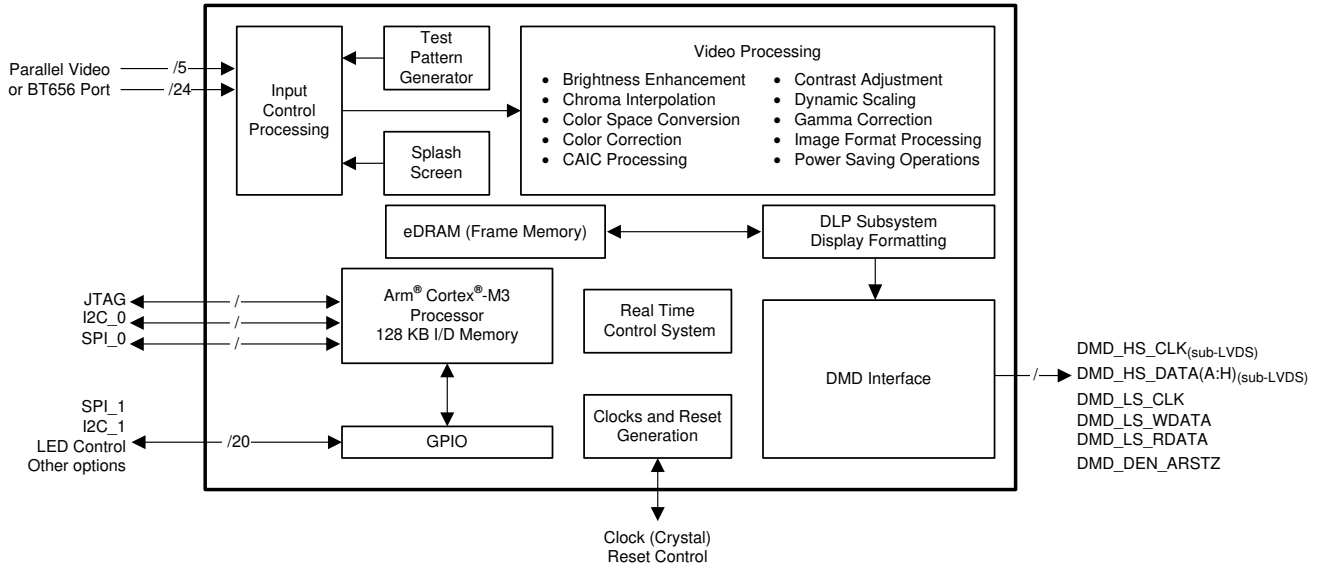 Parallel Video
or BT656 Port
/5
/24
Input
Control
Processing
Test
Pattern
Generator
Splash
Screen
Video Processing
• Brightness Enhancement
• Chroma Interpolation
• Color Space Conversion
• Color Correction
• CAIC Processing
• Contrast Adjustment
• Dynamic Scaling
• Gamma Correction
• Image Format Processing
• Power Saving Operations
eDRAM (Frame Memory)
DLP Subsystem
Display Formatting
JTAG
/
I2C_0
/
SPI_0
/
Arm® Cortex®-M3
Processor
128 KB I/D Memory
Real Time
Control System
DMD Interface
/
DMD_HS_CLK(sub-LVDS)
DMD_HS_DATA(A:H)(sub-LVDS)
DMD_LS_CLK
DMD_LS_WDATA
DMD_LS_RDATA
DMD_DEN_ARSTZ
SPI_1
I2C_1
LED Control
Other options
/20
GPIO
Clocks and Reset
Generation
Clock (Crystal)
Reset Control